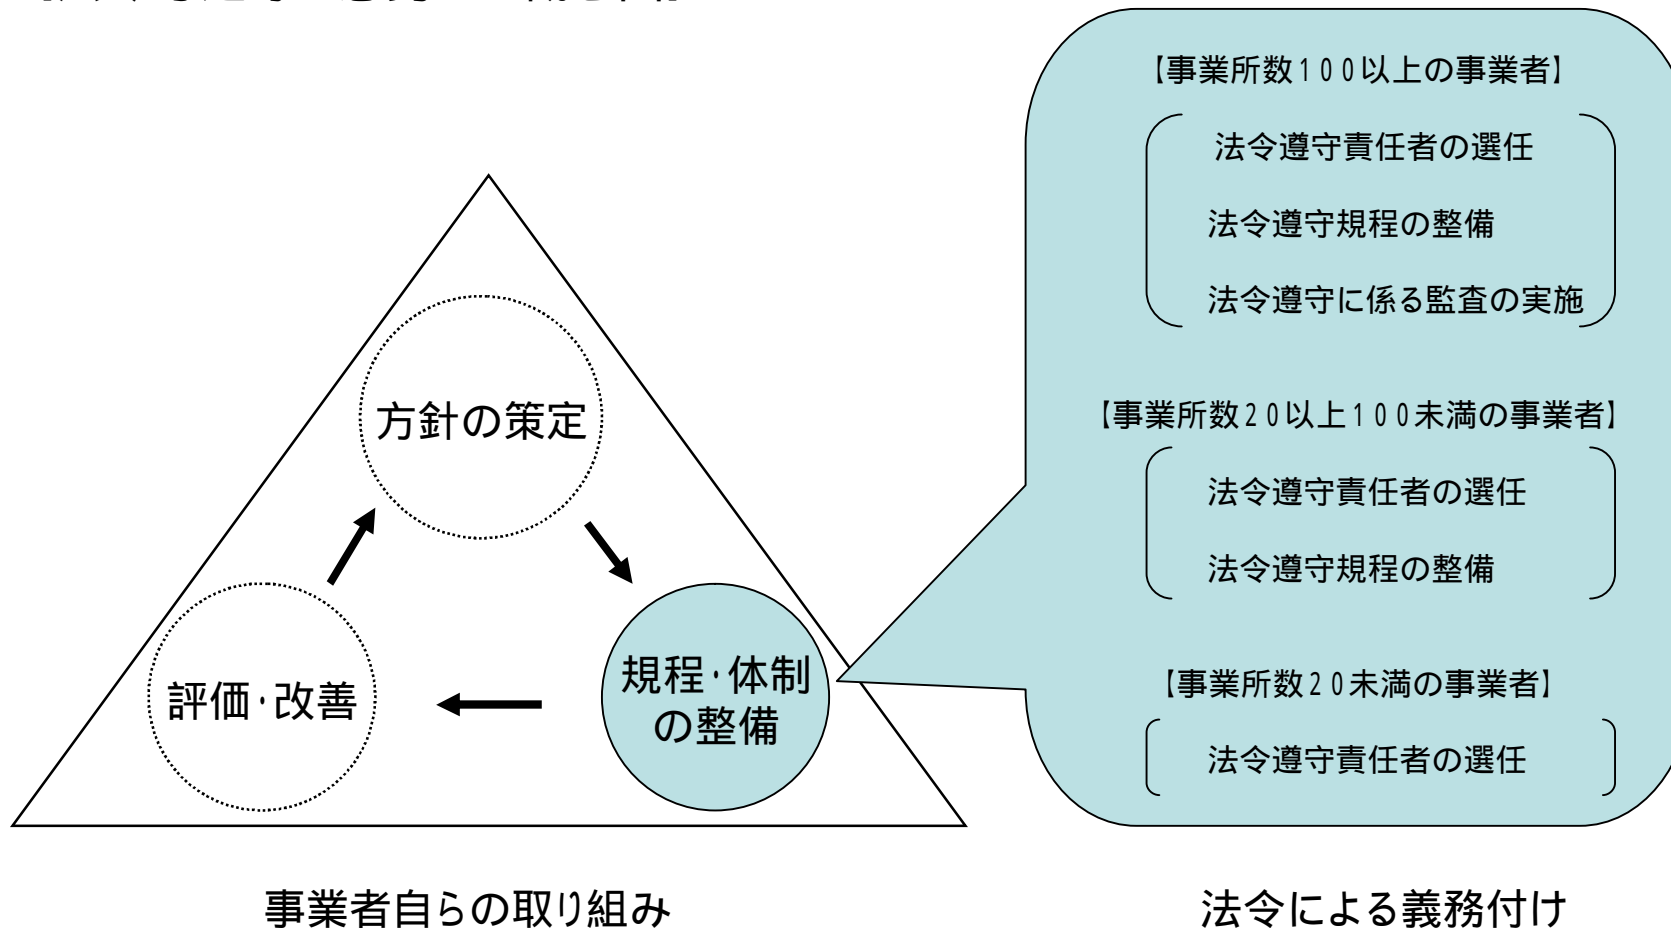 方針の策定
評価・改善
規程・体制
の整備
事業者自らの取り組み
【事業所数100以上の事業者】
法令遵守責任者の選任
法令遵守規程の整備
法令遵守に係る監査の実施
【事業所数20以上100未満の事業者】
法令遵守責任者の選任
法令遵守規程の整備
【事業所数20未満の事業者】
法令遵守責任者の選任
法令による義務付け